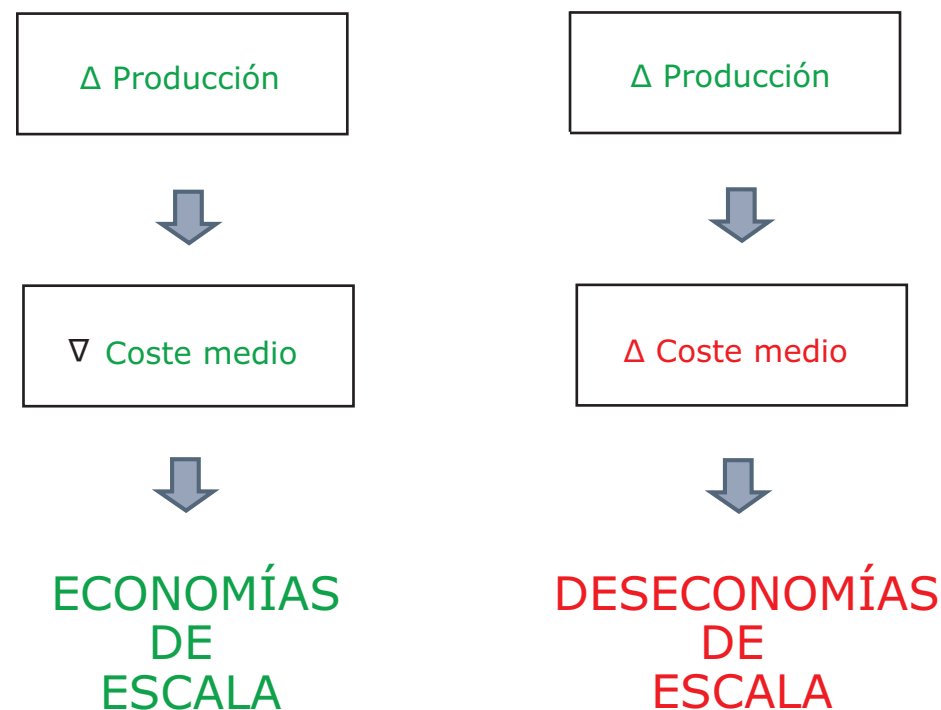 Δ Producción
∇ Coste medio
ECONOMÍAS
DE
ESCALA
Δ Producción
Δ Coste medio
DESECONOMÍAS
DE
ESCALA